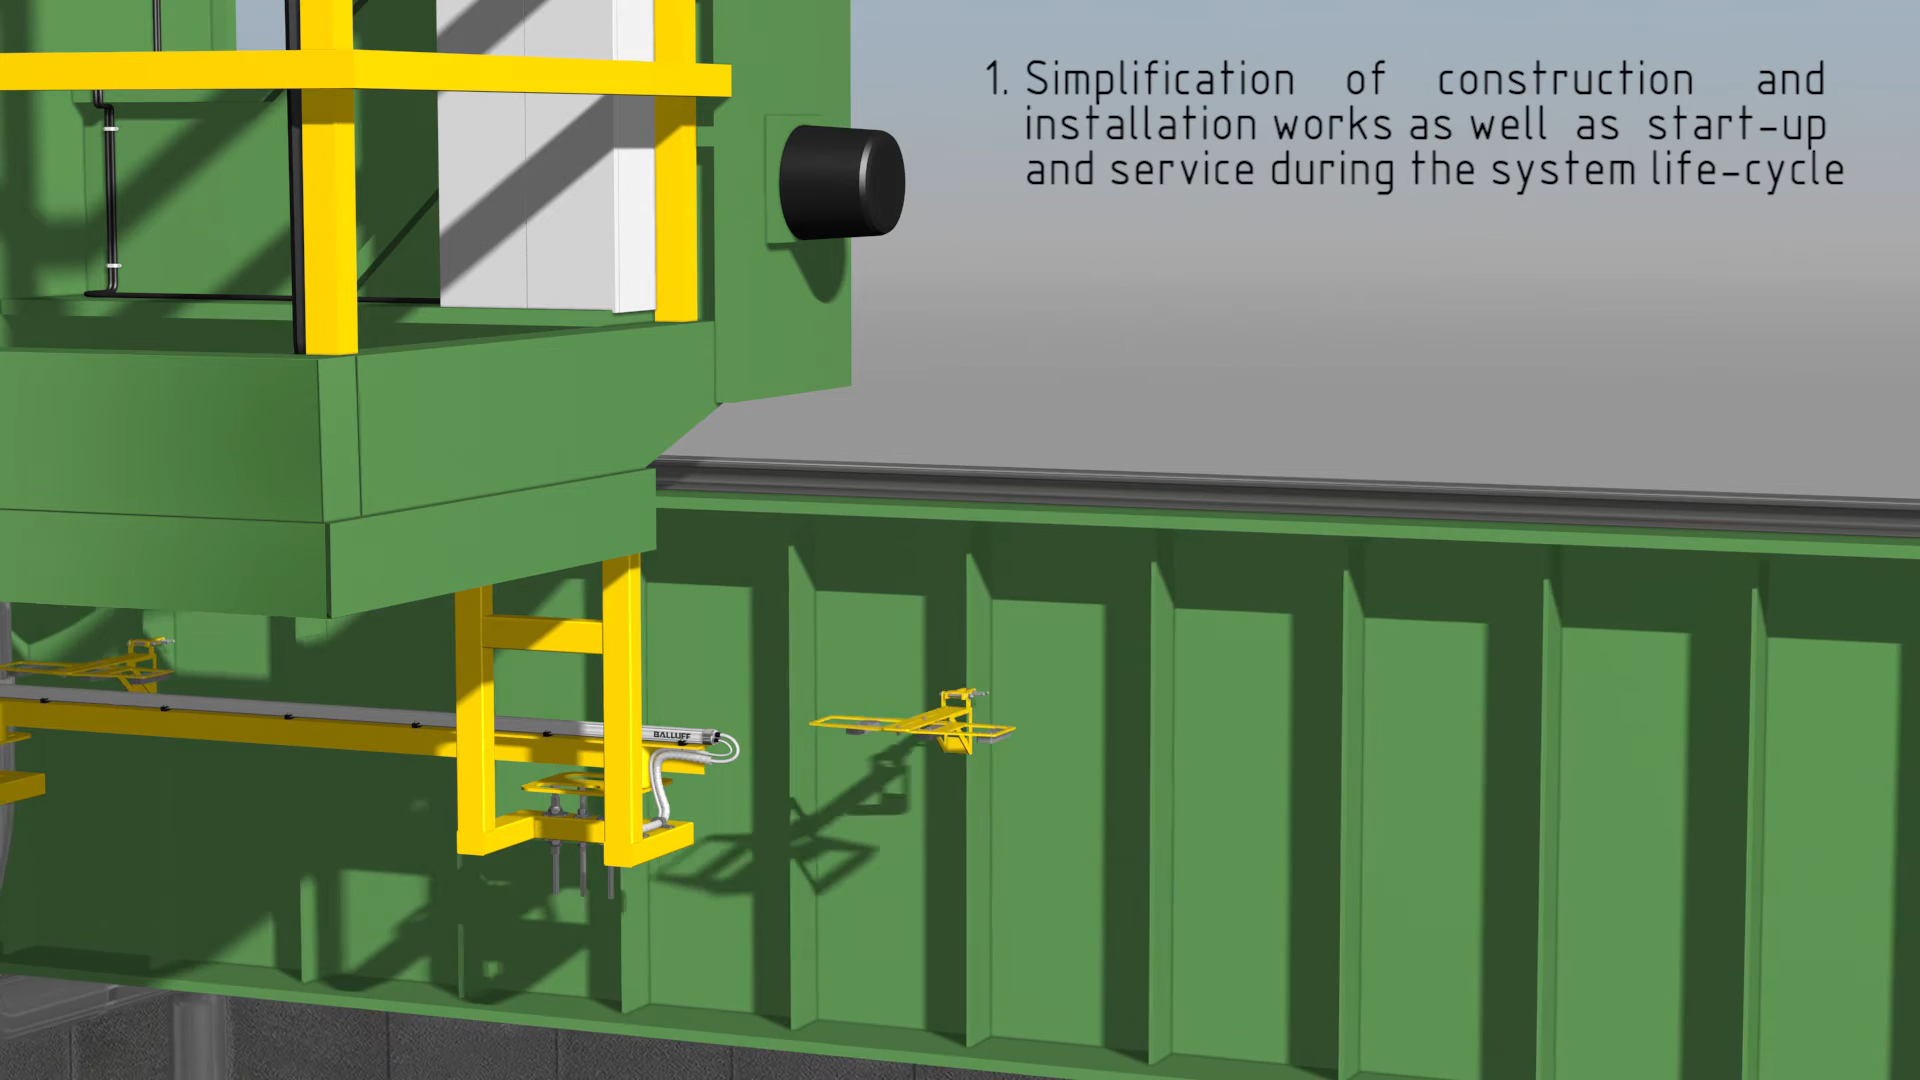 1. Simplification of construction and
installation works as well as start-up
and service during the system life-cycle
BALLUFF